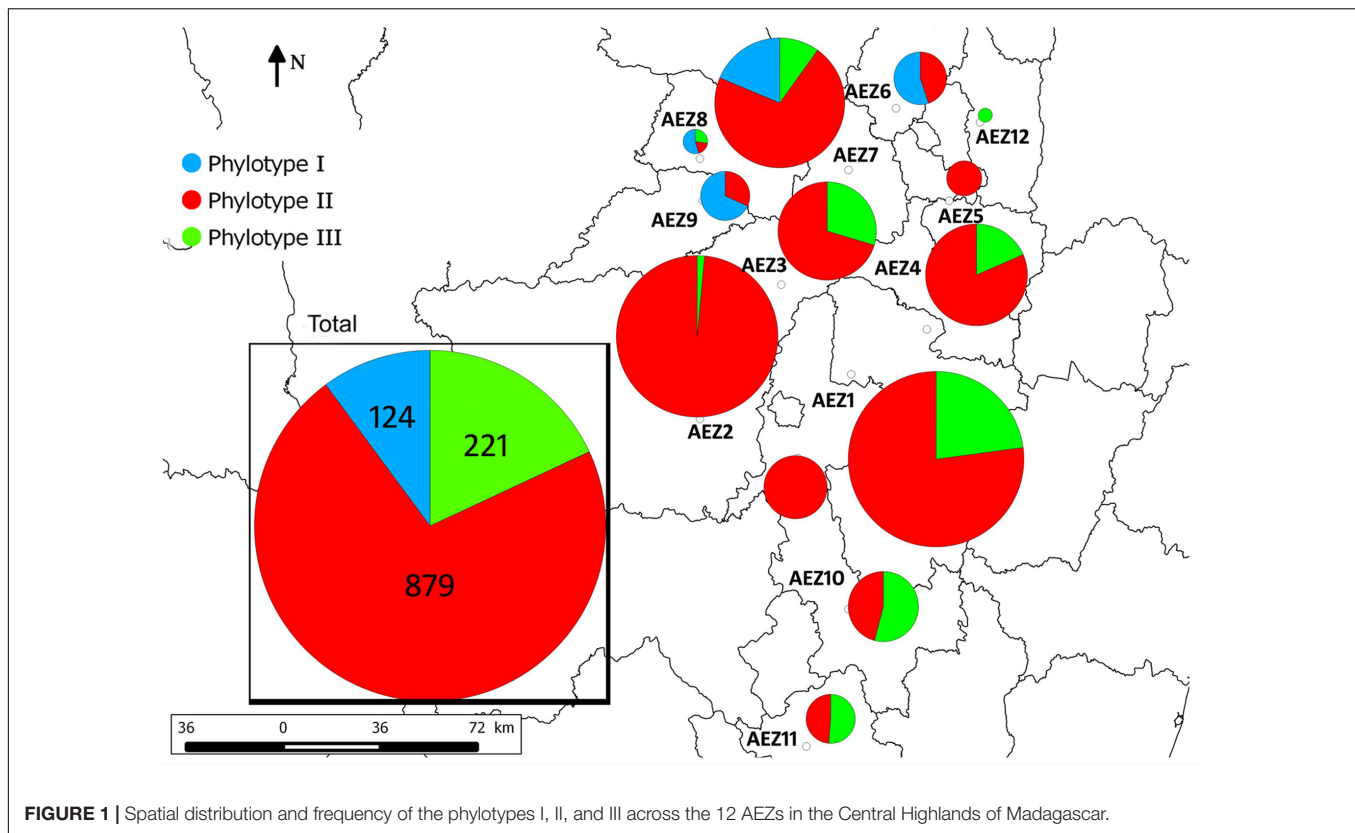 N
Phylotype I
Phylotype II
Phylotype III
AEZ8
AEZ6
AEZ12
AEZ7
AEZ9
AEZ5
AEZ3
AEZ4
Total
124
221
879
AEZ1
AEZ2
AEZ10
AEZ11
36 0 36 72 km
FIGURE 1 | Spatial distribution and frequency of the phylotypes I, II, and III across the 12 AEZs in the Central Highlands of Madagascar.